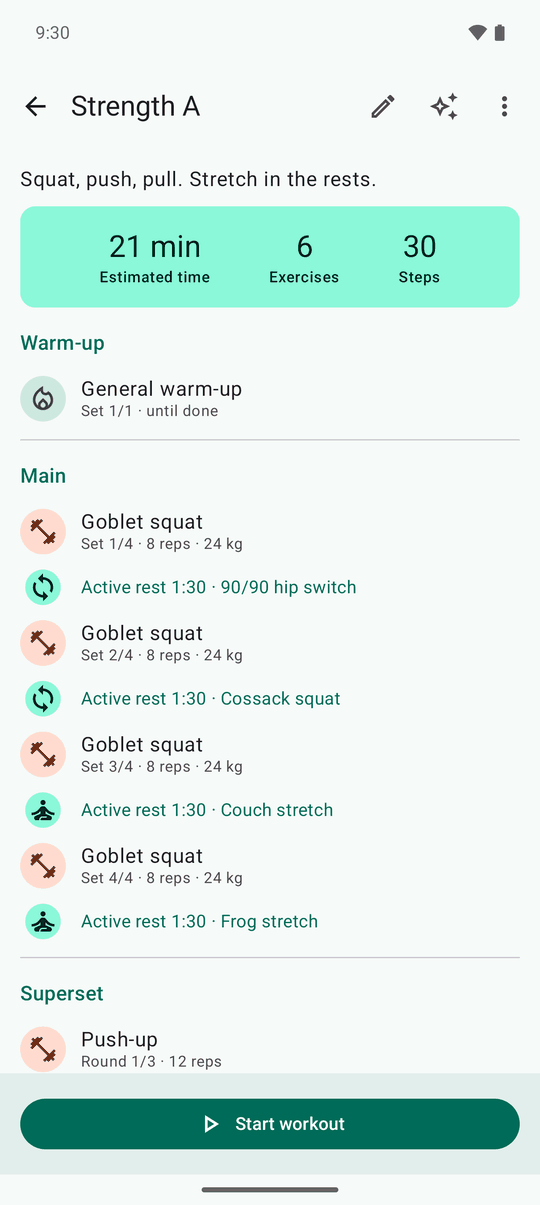 9:30
Strength A
Squat, push, pull. Stretch in the rests.
21 min 6 30
Estimated time Exercises Steps
Warm-up
General warm-up
Set 1/1 · until done
Main
Goblet squat
Set 1/4 · 8 reps · 24 kg
Active rest 1:30 · 90/90 hip switch
Goblet squat
Set 2/4 · 8 reps · 24 kg
Active rest 1:30 · Cossack squat
Goblet squat
Set 3/4 · 8 reps · 24 kg
Active rest 1:30 · Couch stretch
Goblet squat
Set 4/4 · 8 reps · 24 kg
Active rest 1:30 · Frog stretch
Superset
Push-up
Round 1/3 · 12 reps
Start workout